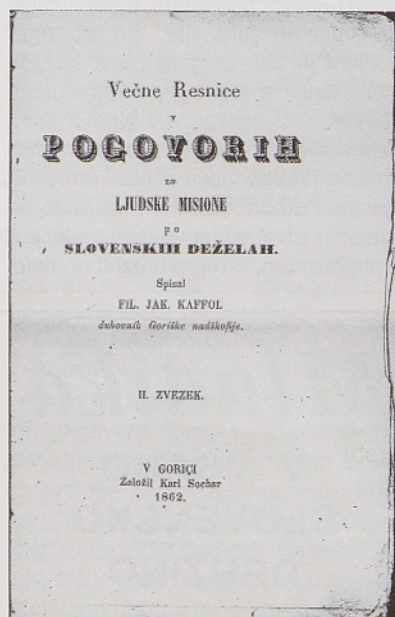 Večne Resnice
v
POGOVORIH
za
LJUDSKE MISIONE
po
SLOVENSKIH DEŽELAH.
Spisal
FIL. JAK. KAFFOL
duhovnik Goriške nadškofije.
II. ZVEZEK.
V GORICI
Založil Karl Sochar
1862.